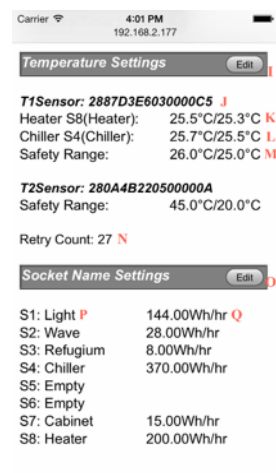 Carrier 4:01 PM
192.168.2.177
Temperature Settings Edit I
T1Sensor: 2887D3E6030000C5 J
Heater S8(Heater): 25.5°C/25.3°C K
Chiller S4(Chiller): 25.7°C/25.5°C L
Safety Range: 26.0°C/25.0°C M
T2Sensor: 280A4B220500000A
Safety Range: 45.0°C/20.0°C
Retry Count: 27 N
Socket Name Settings Edit O
S1: Light P 144.00Wh/hr Q
S2: Wave 28.00Wh/hr
S3: Refugium 8.00Wh/hr
S4: Chiller 370.00Wh/hr
S5: Empty
S6: Empty
S7: Cabinet 15.00Wh/hr
S8: Heater 200.00Wh/hr